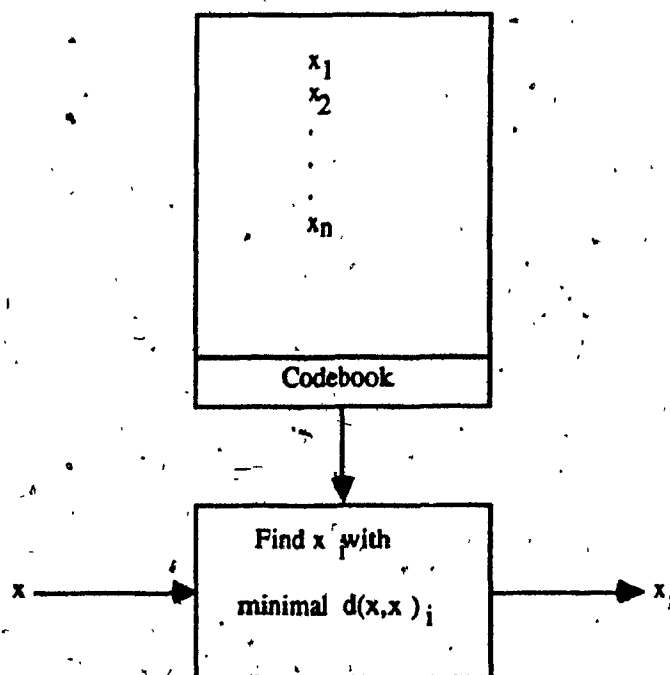 x1
x2
.
.
.
xn
Codebook
Find x i with
x
minimal d(x,x )i
x